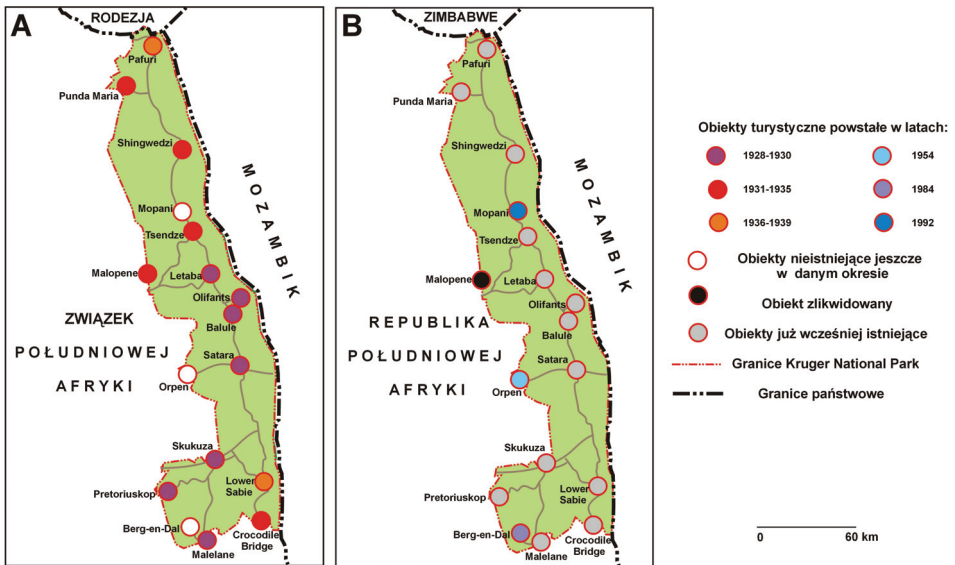 A
RODEZJA
Pafuri
Punda Maria
Shingwedzi
MOZAMBIK
Mopani
Tsendze
Malopene
Letaba
Olifants
Balule
ZWIĄZEK
POŁUDNIOWEJ
AFRYKI
Satara
Orpen
Skukuza
Lower
Sabie
Pretoriuskop
Berg-en-Dal
Crocodile
Bridge
Malelane
B
ZIMBABWE
Pafuri
Punda Maria
Shingwedzi
MOZAMBIK
Mopani
Tsendze
Malopene
Letaba
Olifants
Balule
REPUBLIKA
POŁUDNIOWEJ
AFRYKI
Satara
Orpen
Skukuza
Lower
Sabie
Pretoriuskop
Berg-en-Dal
Crocodile
Bridge
Malelane
Obiekty turystyczne powstałe w latach:
1928-1930
1954
1931-1935
1984
1936-1939
1992
Obiekty nieistniejące jeszcze
w danym okresie
Obiekt zlikwidowany
Obiekty już wcześniej istniejące
Granice Kruger National Park
Granice państwowe
0 60 km